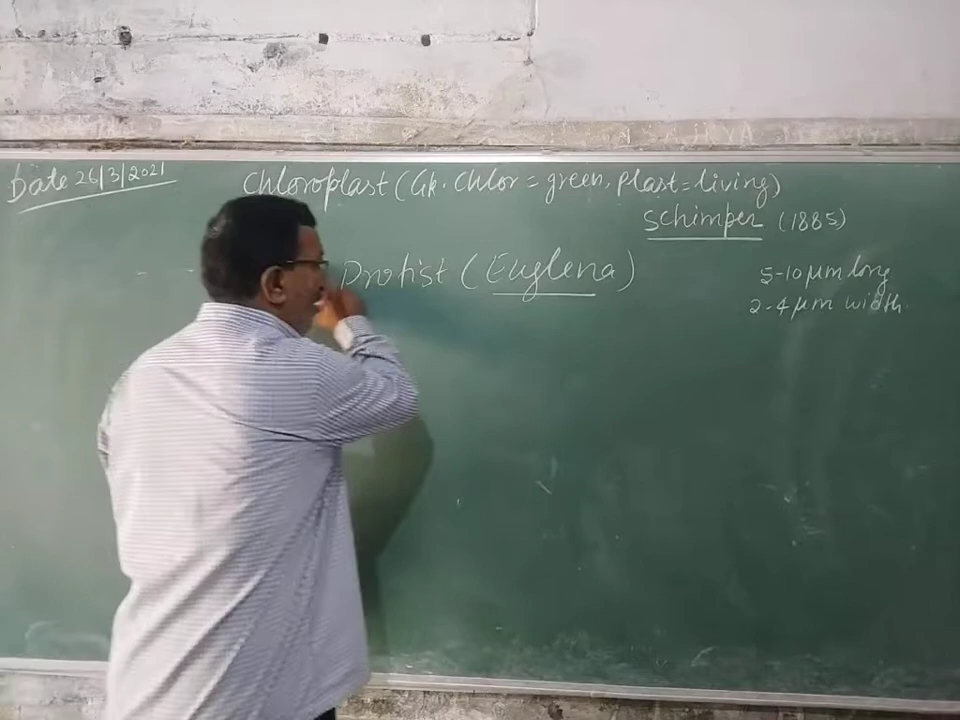 Date 26/3/2021
Chloroplast (Gk. Chlor = green, Plast = living)
Schimper (1885)
Protist (Euglena)
5-10 μm long
2-4 μm width